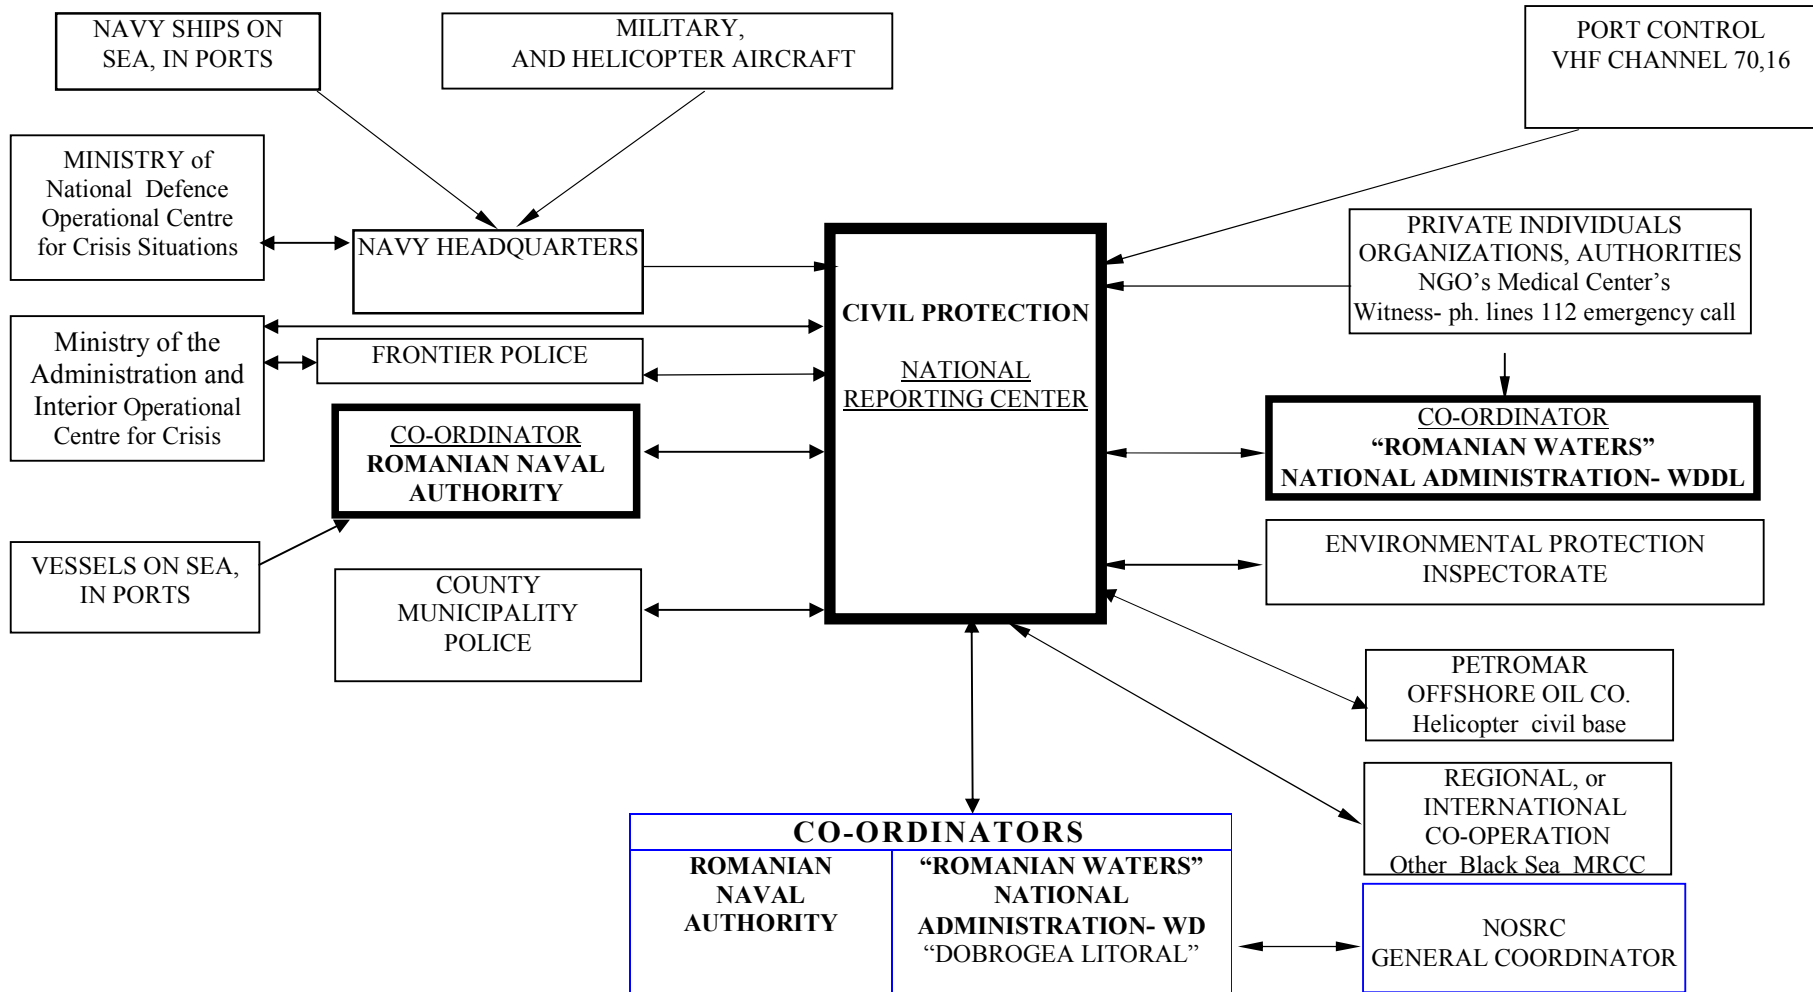 NAVY SHIPS ON
SEA, IN PORTS
MILITARY,
AND HELICOPTER AIRCRAFT
PORT CONTROL
VHF CHANNEL 70,16
MINISTRY of
National Defence
Operational Centre
for Crisis Situations
NAVY HEADQUARTERS
PRIVATE INDIVIDUALS
ORGANIZATIONS, AUTHORITIES
NGO’s Medical Center’s
Witness- ph. lines 112 emergency call
CIVIL PROTECTION
NATIONAL
REPORTING CENTER
Ministry of the
Administration and
Interior Operational
Centre for Crisis
FRONTIER POLICE
CO-ORDINATOR
ROMANIAN NAVAL
AUTHORITY
CO-ORDINATOR
“ROMANIAN WATERS”
NATIONAL ADMINISTRATION- WDDL
VESSELS ON SEA,
IN PORTS
COUNTY
MUNICIPALITY
POLICE
ENVIRONMENTAL PROTECTION
INSPECTORATE
PETROMAR
OFFSHORE OIL CO.
Helicopter civil base
REGIONAL, or
INTERNATIONAL
CO-OPERATION
Other Black Sea MRCC
CO-ORDINATORS
ROMANIAN
NAVAL
AUTHORITY
“ROMANIAN WATERS”
NATIONAL
ADMINISTRATION- WD
“DOBROGEA LITORAL”
NOSRC
GENERAL COORDINATOR